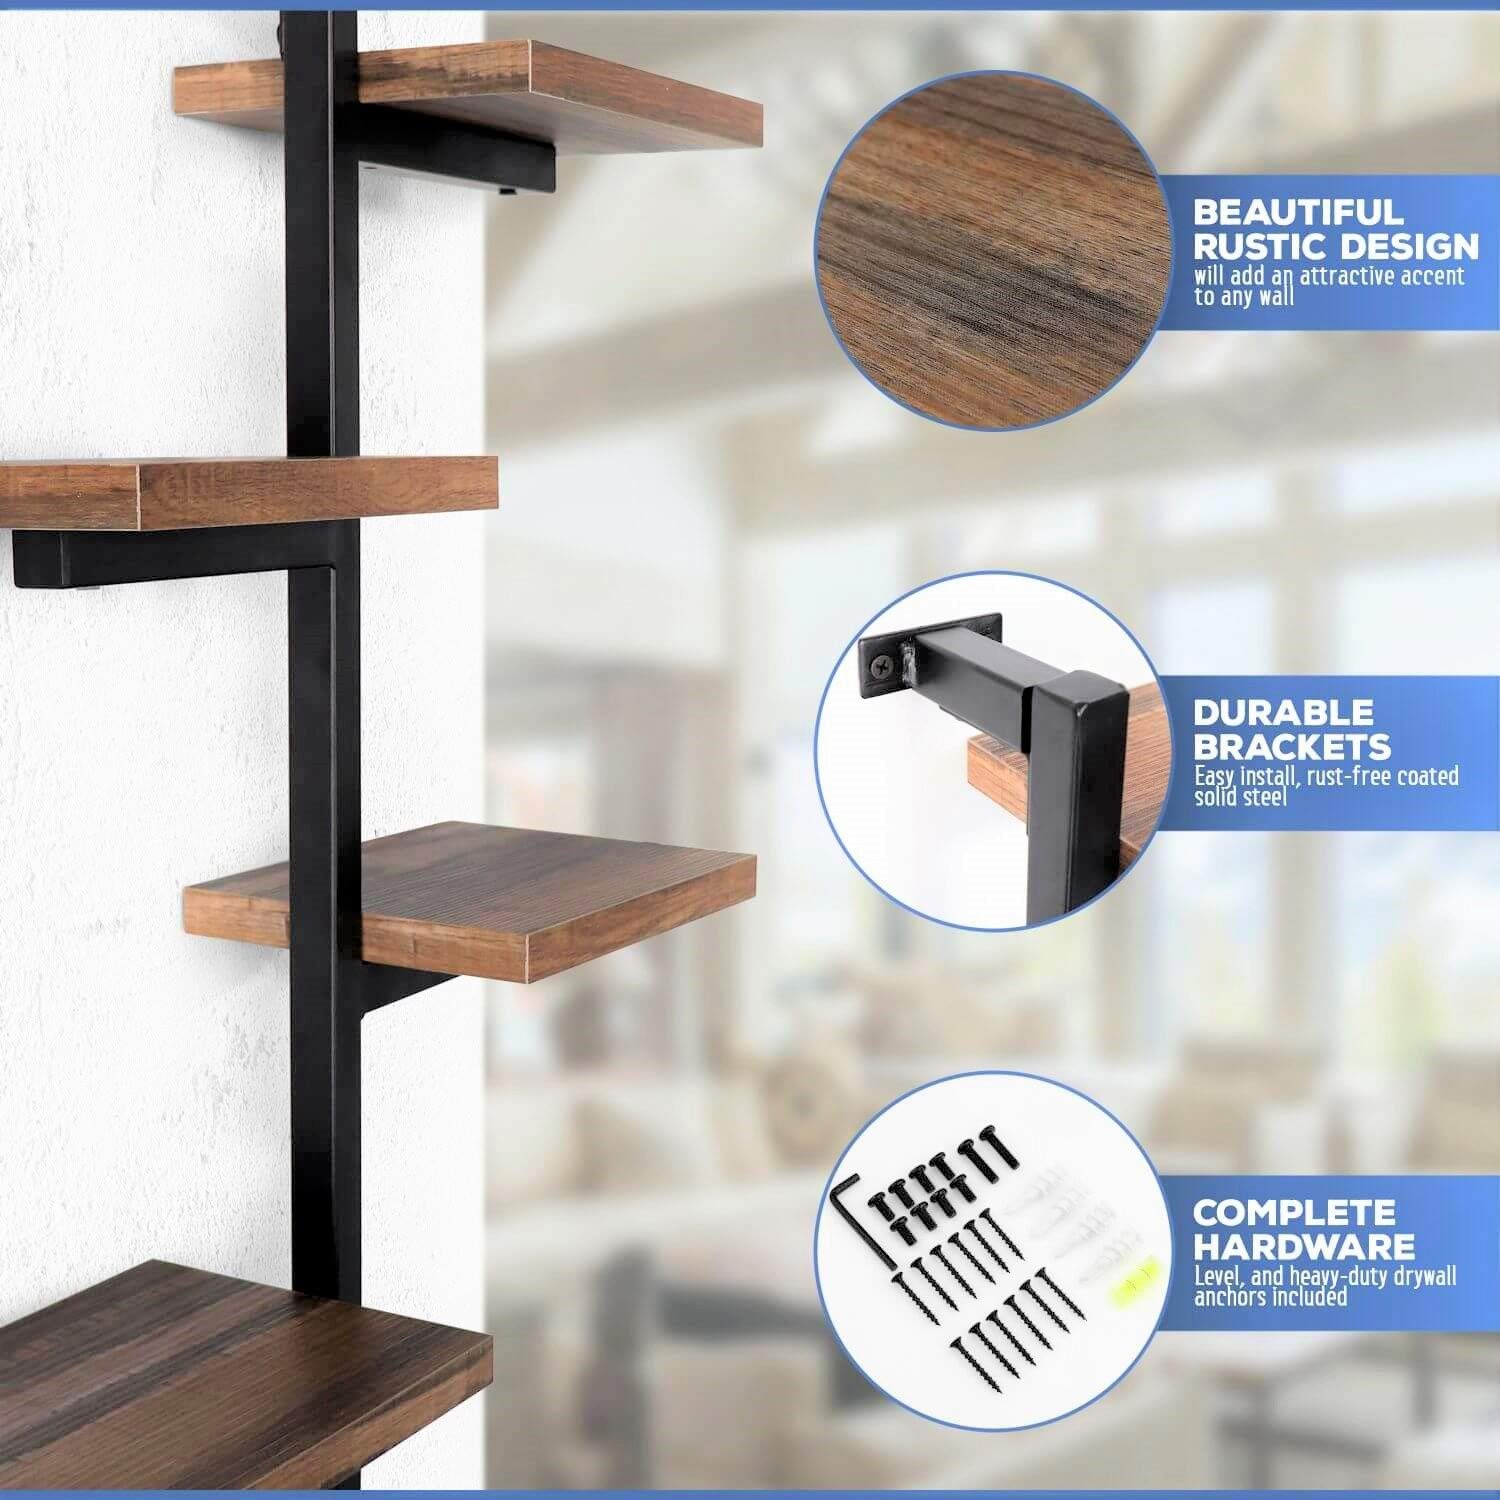 BEAUTIFUL
RUSTIC DESIGN
will add an attractive accent
to any wall
DURABLE
BRACKETS
Easy install, rust-free coated
solid steel
COMPLETE
HARDWARE
Level, and heavy-duty drywall
anchors included